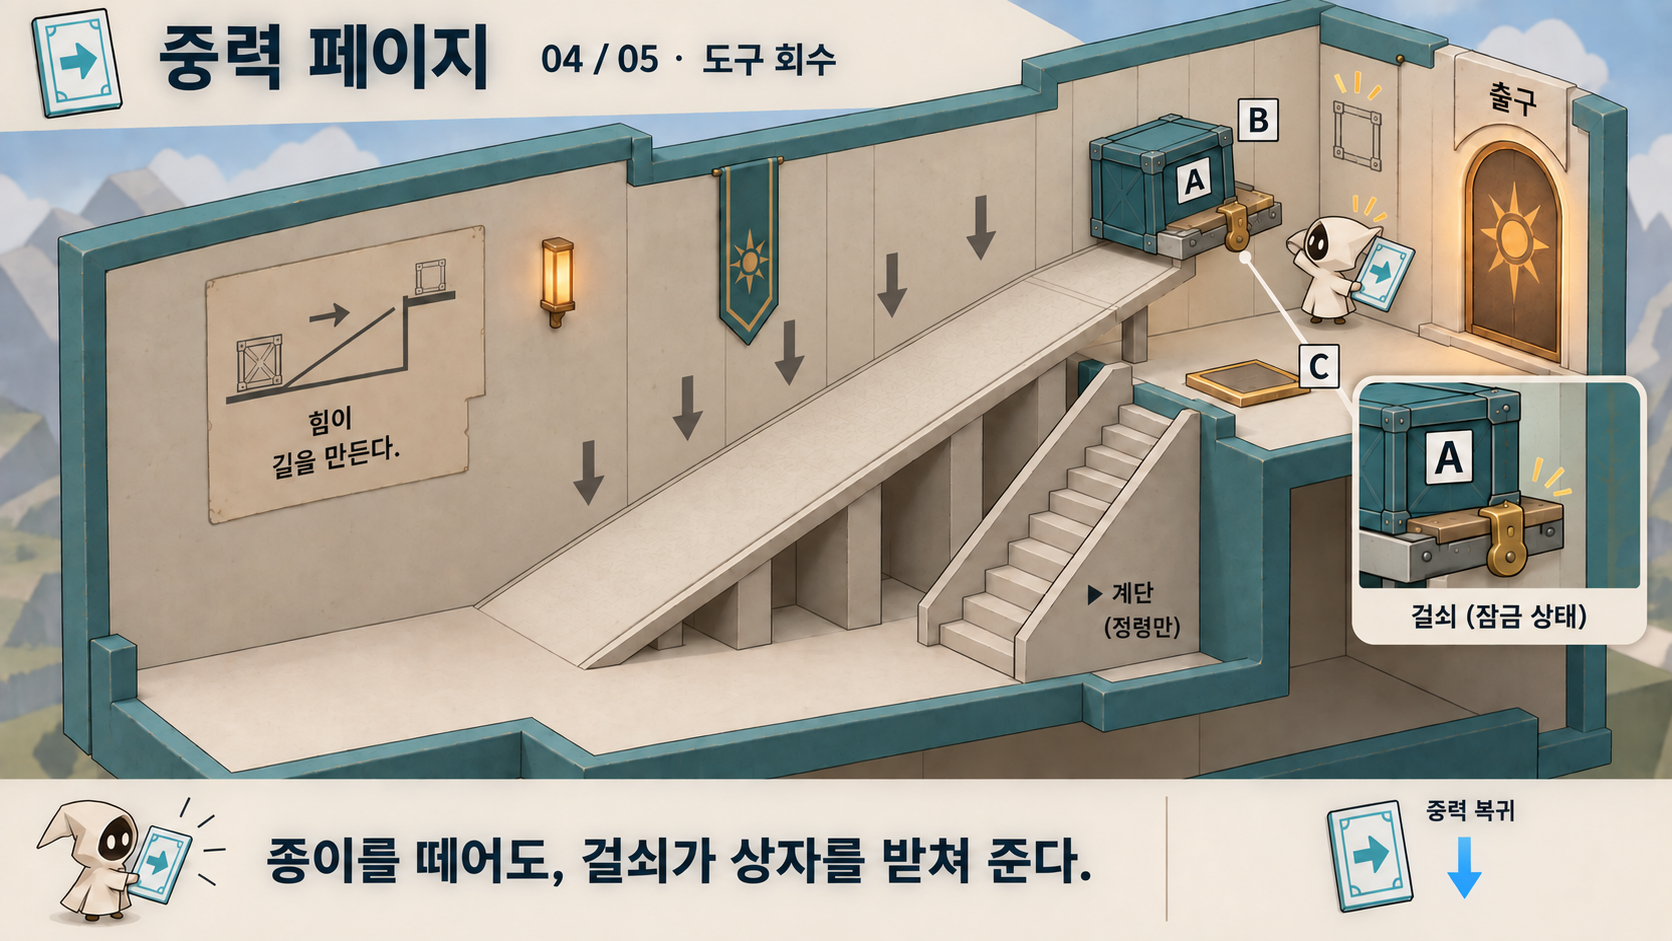 중력 페이지
04 / 05 · 도구 회수
출구
B
A
힘이
길을 만든다.
C
A
▶ 계단
(정령만)
걸쇠 (잠금 상태)
종이를 떼어도, 걸쇠가 상자를 받쳐 준다.
중력 복귀